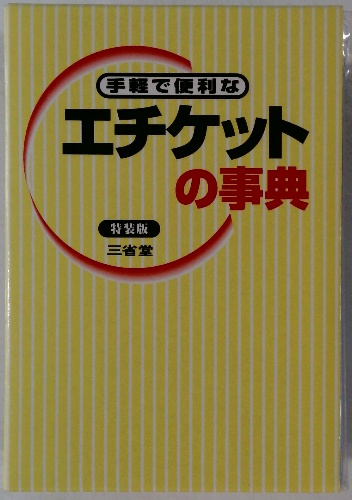 手軽で便利な
エチケット
の事典
特装版
三省堂